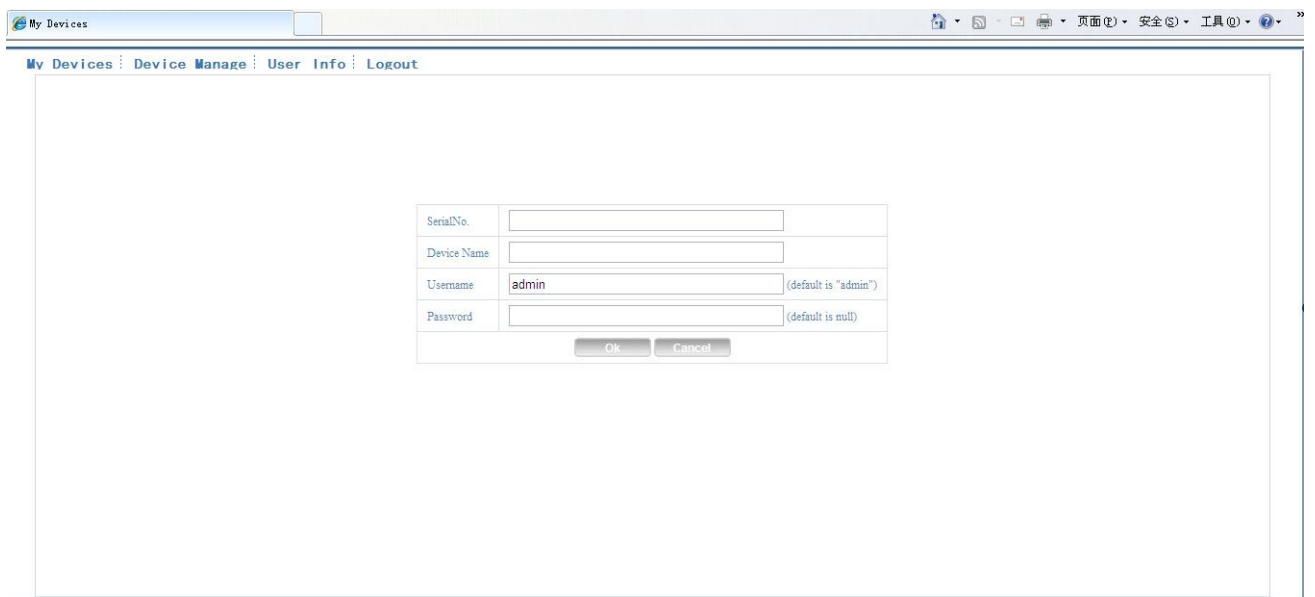 My Devices
页面(P) 安全(S) 工具(O) »
My Devices Device Manage User Info Logout
SerialNo.
Device Name
Username admin (default is "admin")
Password (default is null)
Ok Cancel